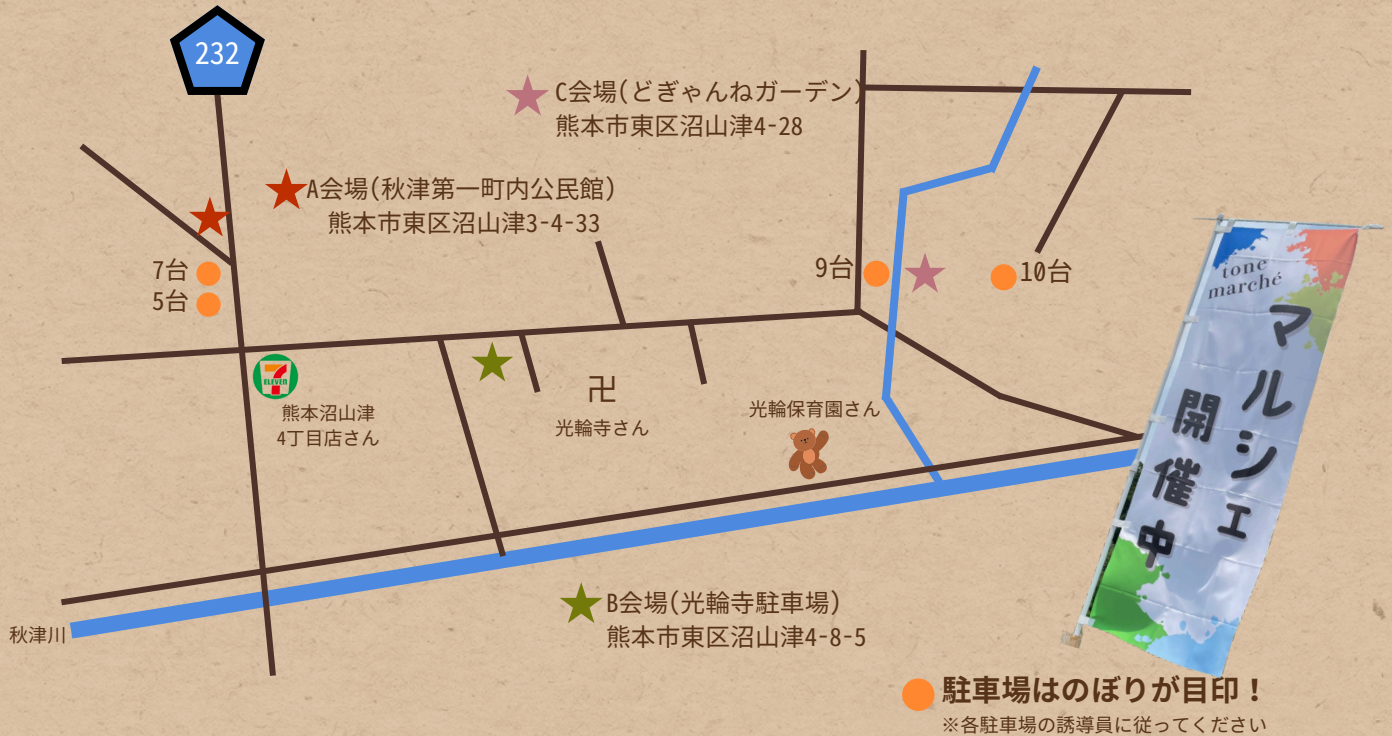 232
C会場(どぎゃんねガーデン)
熊本市東区沼山津4-28
A会場(秋津第一町内公民館)
熊本市東区沼山津3-4-33
7台
5台
9台
10台
tone
marché
マルシェ
開催中
7
ELEVEn
熊本沼山津
4丁目店さん
卍
光輪寺さん
光輪保育園さん
秋津川
B会場(光輪寺駐車場)
熊本市東区沼山津4-8-5
駐車場はのぼりが目印！
※各駐車場の誘導員に従ってください